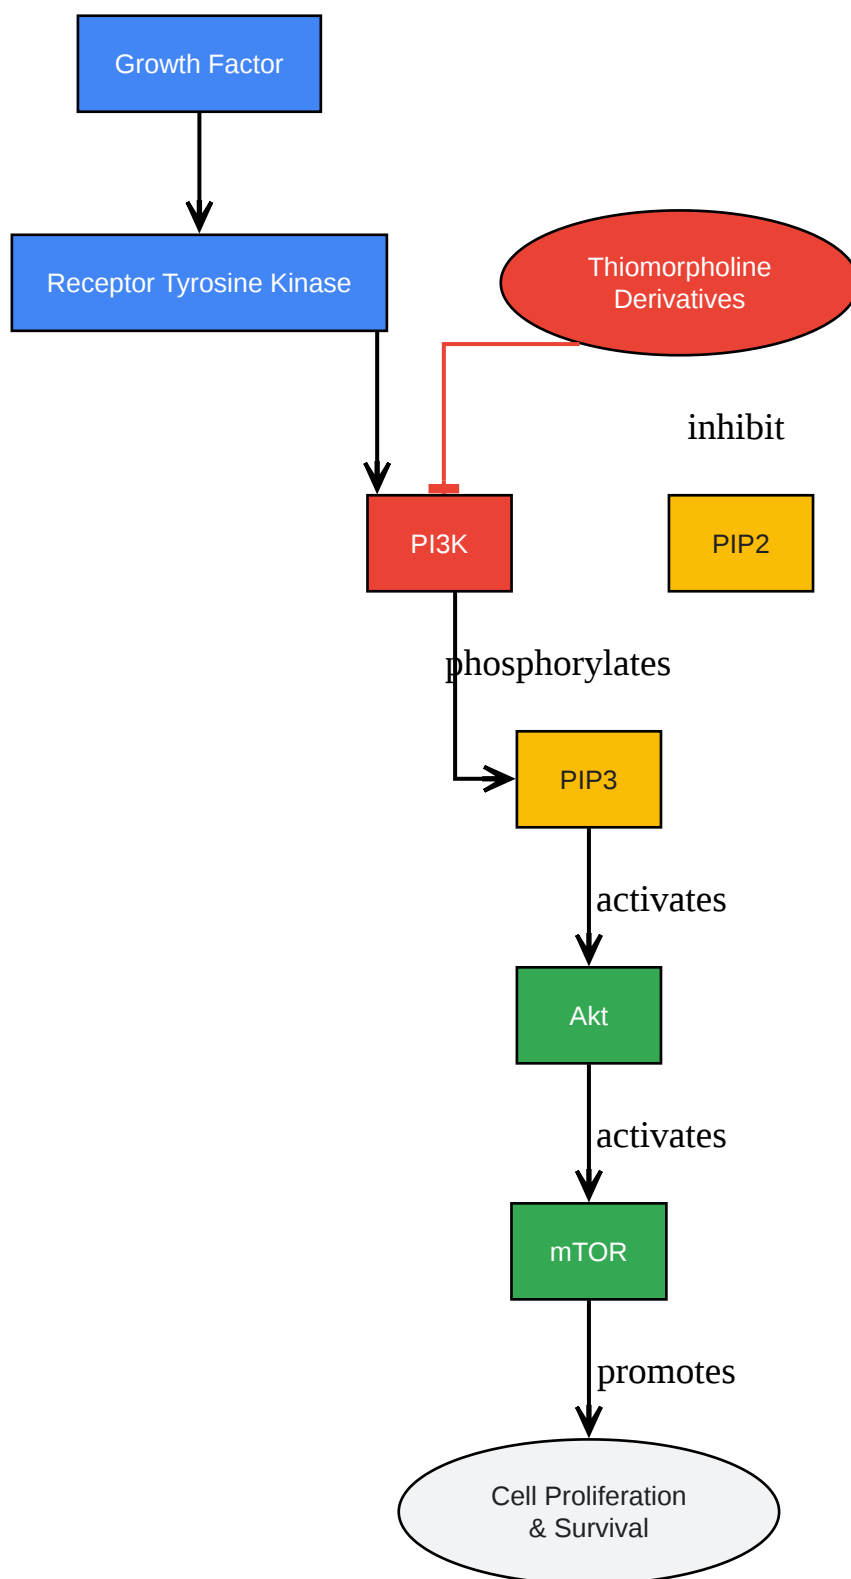 Growth Factor
Receptor Tyrosine Kinase
Thiomorpholine
Derivatives
inhibit
PI3K
PIP2
phosphorylates
PIP3
activates
Akt
activates
mTOR
promotes
Cell Proliferation
& Survival